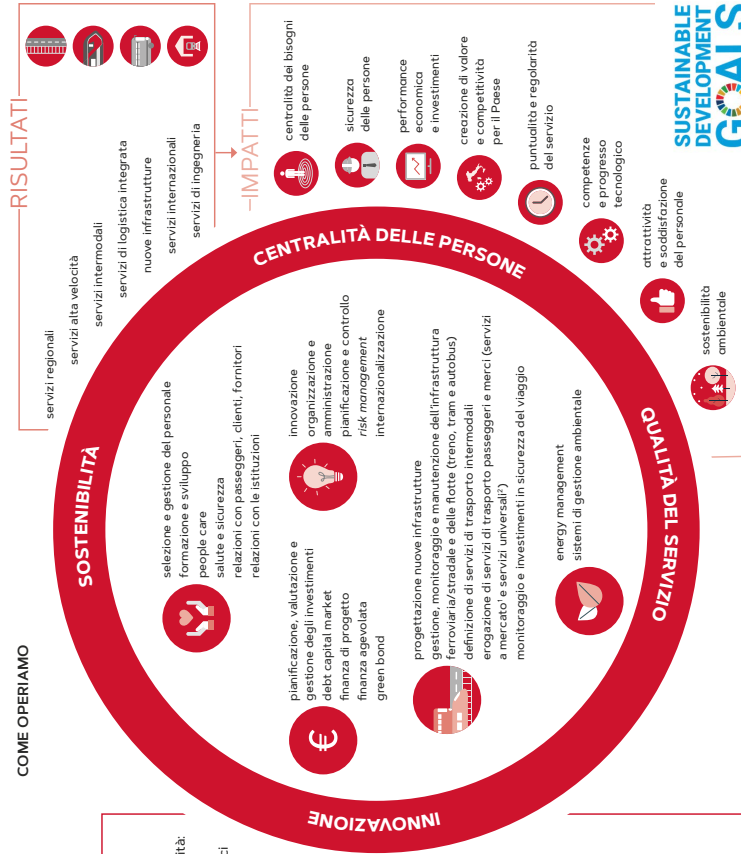 COME OPERIAMO
RISULTATI
servizi regionali
servizi alta velocità
servizi intermodali
servizi di logistica integrata
nuove infrastrutture
servizi internazionali
servizi di ingegneria
IMPATTI
centralità dei bisogni
delle persone
sicurezza
delle persone
performance
economica
e investimenti
creazione di valore
e competitività
per il Paese
puntualità e regolarità
del servizio
competenze
e progresso
tecnologico
attrattività
e soddisfazione
del personale
sostenibilità
ambientale
SOSTENIBILITÀ
CENTRALITÀ DELLE PERSONE
QUALITÀ DEL SERVIZIO
INNOVAZIONE
selezione e gestione del personale
formazione e sviluppo
people care
salute e sicurezza
relazioni con passeggeri, clienti, fornitori
relazioni con le istituzioni
innovazione
organizzazione e
amministrazione
pianificazione e controllo
risk management
internazionalizzazione
€
pianificazione, valutazione e
gestione degli investimenti
debt capital market
finanza di progetto
finanza agevolata
green bond
progettazione nuove infrastrutture
gestione, monitoraggio e manutenzione dell'infrastruttura
ferroviaria/stradale e delle flotte (treno, tram e autobus)
definizione di servizi di trasporto intermodali
erogazione di servizi di trasporto passeggeri e merci (servizi
a mercato¹ e servizi universali²)
monitoraggio e investimenti in sicurezza del viaggio
energy management
sistemi di gestione ambientale
SUSTAINABLE
DEVELOPMENT
GOALS
ità:
ci